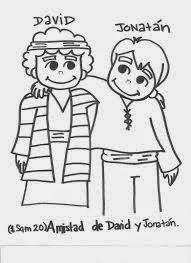 DAVID
JONATÁN
(1 Sam 20) Amistad de David y Jonatán.